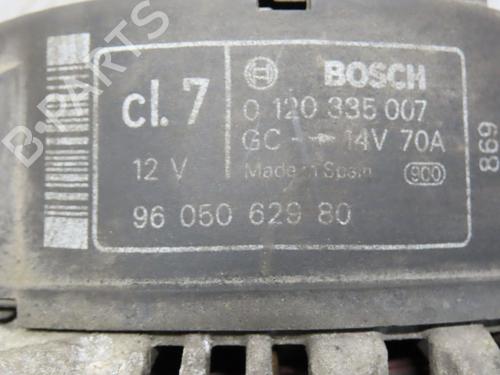 cl. 7
BOSCH
0 120 335 007
GC → 14V 70A
12 V
Made in Spain
900
96 050 629 80
869
B-PARTS